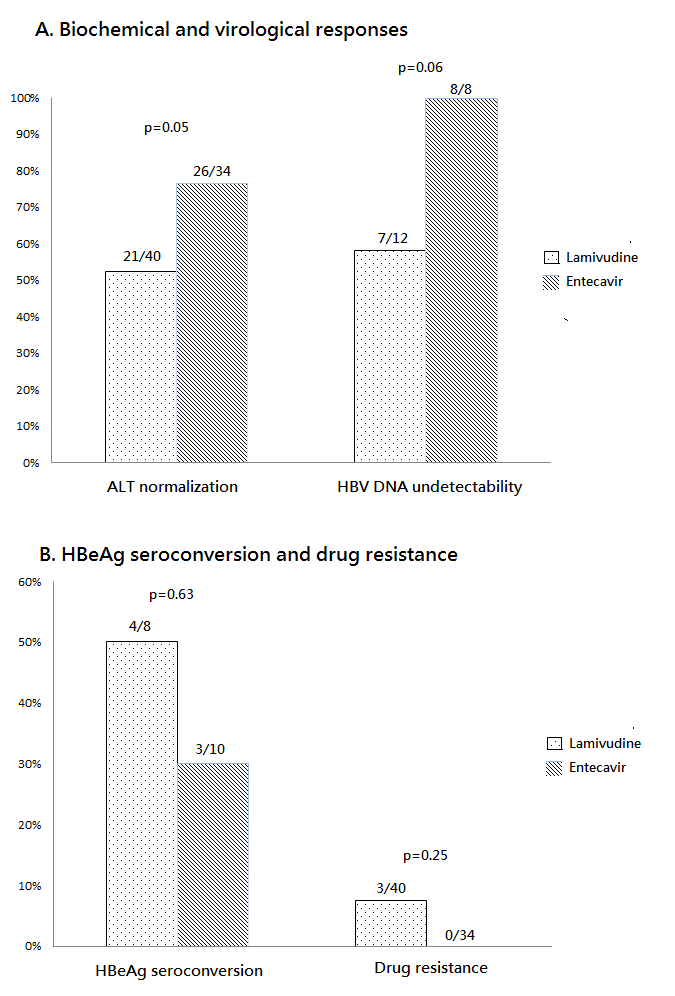 A. Biochemical and virological responses
p=0.06
8/8
100%
90%
p=0.05
80%
26/34
70%
60%
7/12
21/40
Lamivudine
50%
Entecavir
40%
30%
20%
10%
0%
ALT normalization
HBV DNA undetectability
B. HBeAg seroconversion and drug resistance
60%
p=0.63
4/8
50%
40%
3/10
Lamivudine
30%
Entecavir
20%
p=0.25
10%
3/40
0/34
0%
HBeAg seroconversion
Drug resistance